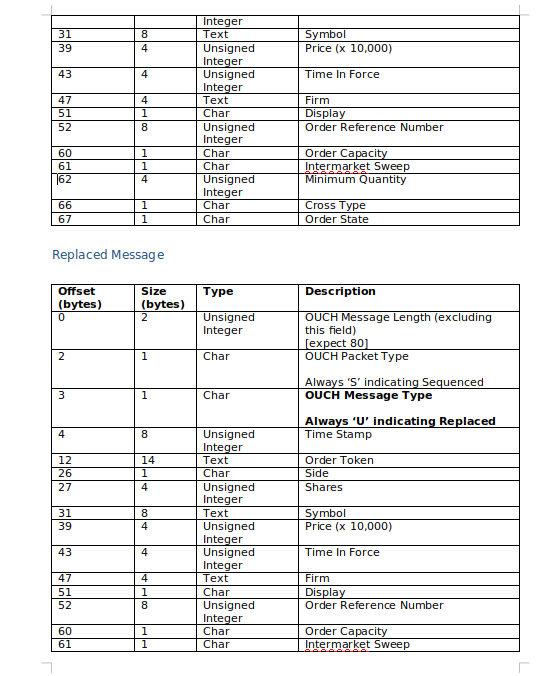 Integer
31 8 Text Symbol
39 4 Unsigned Price (x 10,000)
Integer
43 4 Unsigned Time In Force
Integer
47 4 Text Firm
51 1 Char Display
52 8 Unsigned Order Reference Number
Integer
60 1 Char Order Capacity
61 1 Char Intermarket Sweep
62 4 Unsigned Minimum Quantity
Integer
66 1 Char Cross Type
67 1 Char Order State
Replaced Message
Offset Size Type Description
(bytes) (bytes)
0 2 Unsigned OUCH Message Length (excluding
Integer this field)
[expect 80]
2 1 Char OUCH Packet Type
Always ‘S’ indicating Sequenced
3 1 Char OUCH Message Type
Always ‘U’ indicating Replaced
4 8 Unsigned Time Stamp
Integer
12 14 Text Order Token
26 1 Char Side
27 4 Unsigned Shares
Integer
31 8 Text Symbol
39 4 Unsigned Price (x 10,000)
Integer
43 4 Unsigned Time In Force
Integer
47 4 Text Firm
51 1 Char Display
52 8 Unsigned Order Reference Number
Integer
60 1 Char Order Capacity
61 1 Char Intermarket Sweep